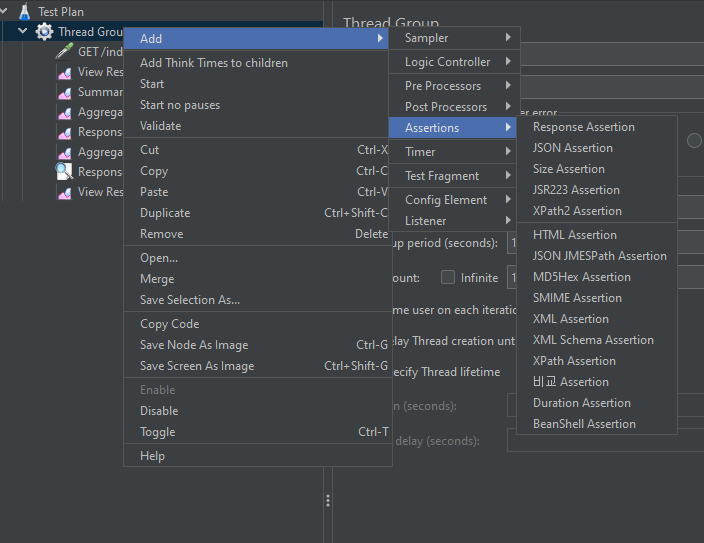 Test Plan
Thread Group
Thread Grou
GET /ind
View Res
Summar
Aggrega
Response
Aggrega
Respons
View Res
Add
Add Think Times to children
Start
Start no pauses
Validate
Cut Ctrl-X
Copy Ctrl-C
Paste Ctrl-V
Duplicate Ctrl+Shift-C
Remove Delete
Open...
Merge
Save Selection As...
Copy Code
Save Node As Image Ctrl-G
Save Screen As Image Ctrl+Shift-G
Enable
Disable
Toggle Ctrl-T
Help
Sampler
Logic Controller
Pre Processors
Post Processors
Assertions
Timer
Test Fragment
Config Element
Listener
Response Assertion
JSON Assertion
Size Assertion
JSR223 Assertion
XPath2 Assertion
HTML Assertion
JSON JMESPath Assertion
MD5Hex Assertion
SMIME Assertion
XML Assertion
XML Schema Assertion
XPath Assertion
비교 Assertion
Duration Assertion
BeanShell Assertion
er error
up period (seconds): 1
ount: Infinite 1
me user on each iteratio
lay Thread creation unt
ecify Thread lifetime
n (seconds):
delay (seconds):